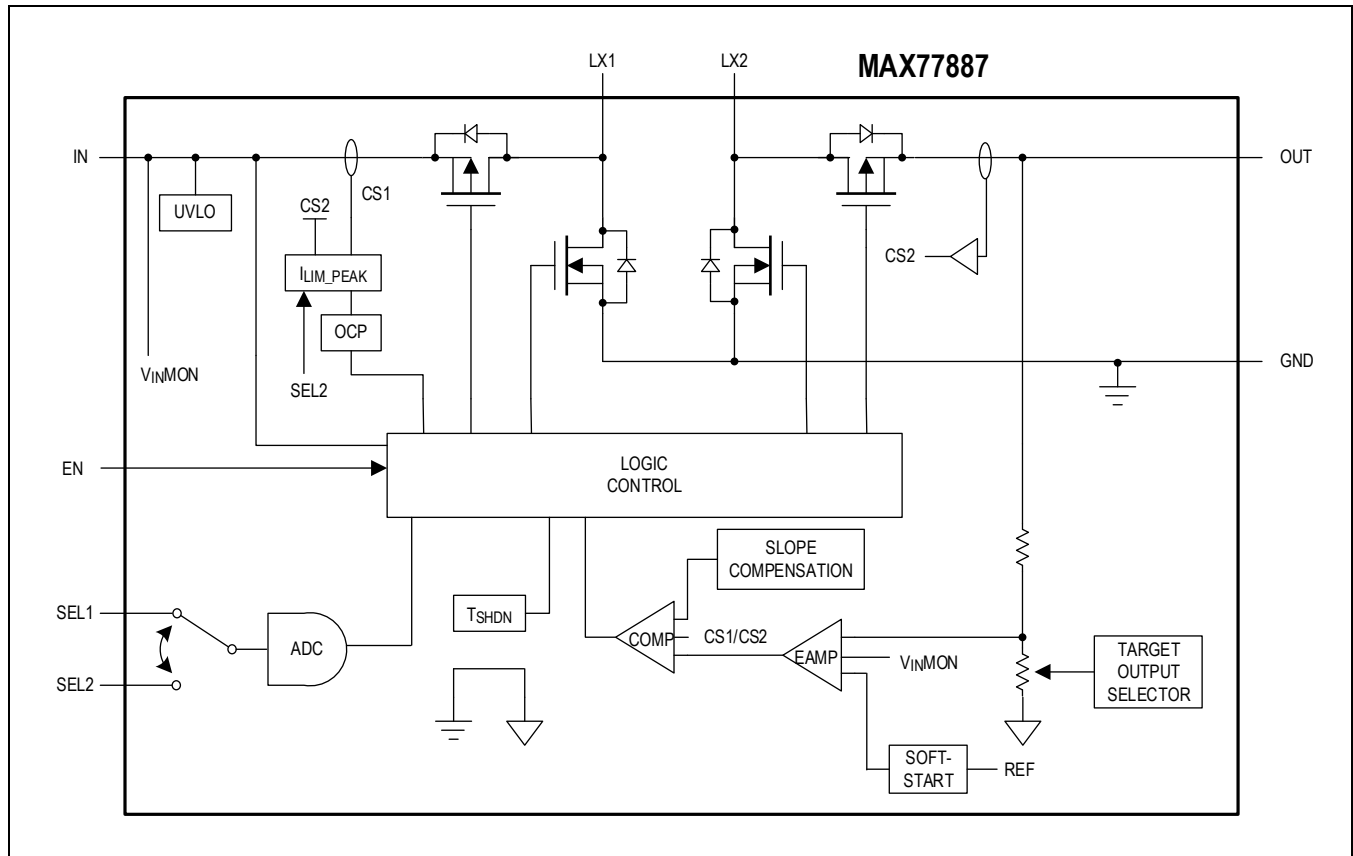 LX1
LX2
MAX77887
IN
OUT
UVLO
CS2
CS1
ILIM_PEAK
CS2
OCP
VINMON
SEL2
GND
EN
LOGIC
CONTROL
SLOPE
COMPENSATION
SEL1
TSHDN
ADC
COMP
CS1/CS2
EAMP
VINMON
TARGET
OUTPUT
SELECTOR
SEL2
SOFT-
START
REF